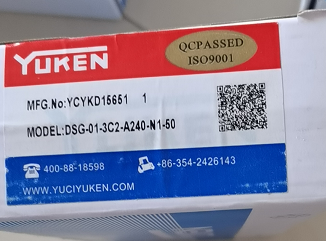 YUKEN
QCPASSED
ISO9001
MFG.No:YCYKD15651 1
MODEL:DSG-01-3C2-A240-N1-50
400-88-18598
+86-354-2426143
WWW.YUCIYUKEN.COM